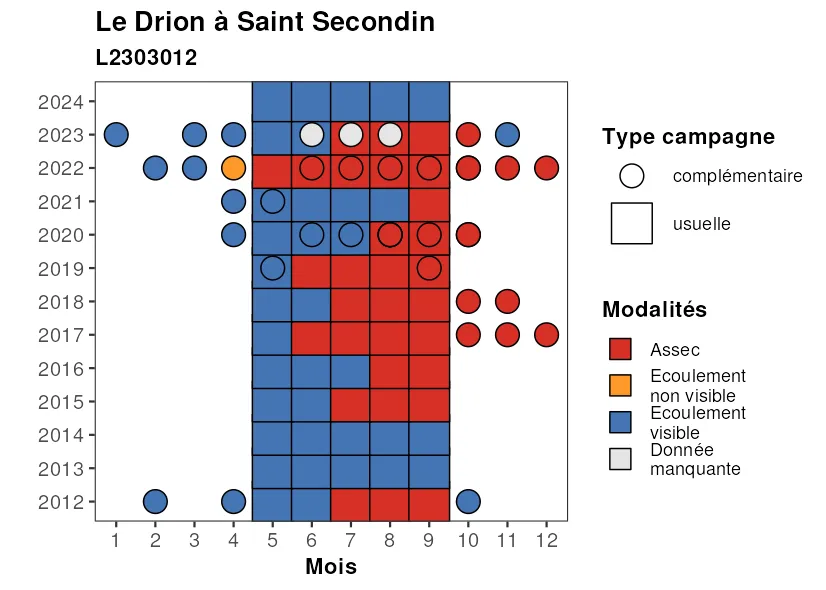 Le Drion à Saint Secondin
L2303012
2024
2023
2022
2021
2020
2019
2018
2017
2016
2015
2014
2013
2012
1 2 3 4 5 6 7 8 9 10 11 12
Mois
Type campagne
complémentaire
usuelle
Modalités
Assec
Ecoulement
non visible
Ecoulement
visible
Donnée
manquante